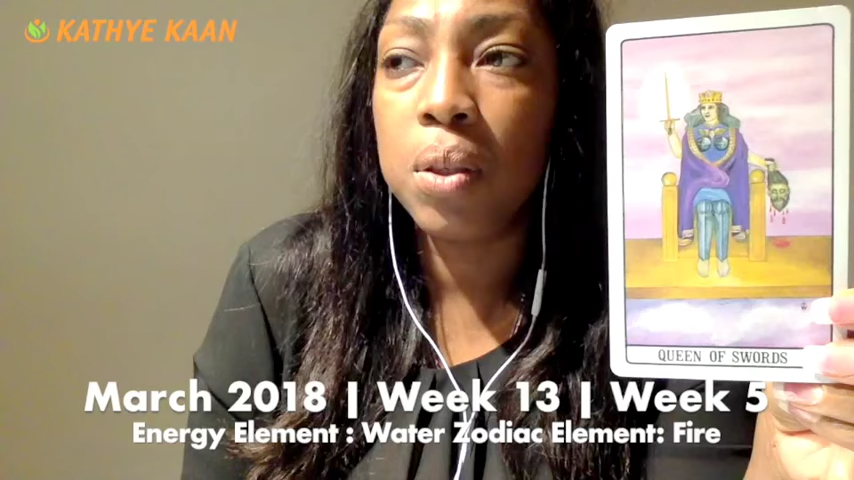 KATHYE KAAN
QUEEN OF SWORDS
March 2018 | Week 13 | Week 5
Energy Element : Water Zodiac Element: Fire